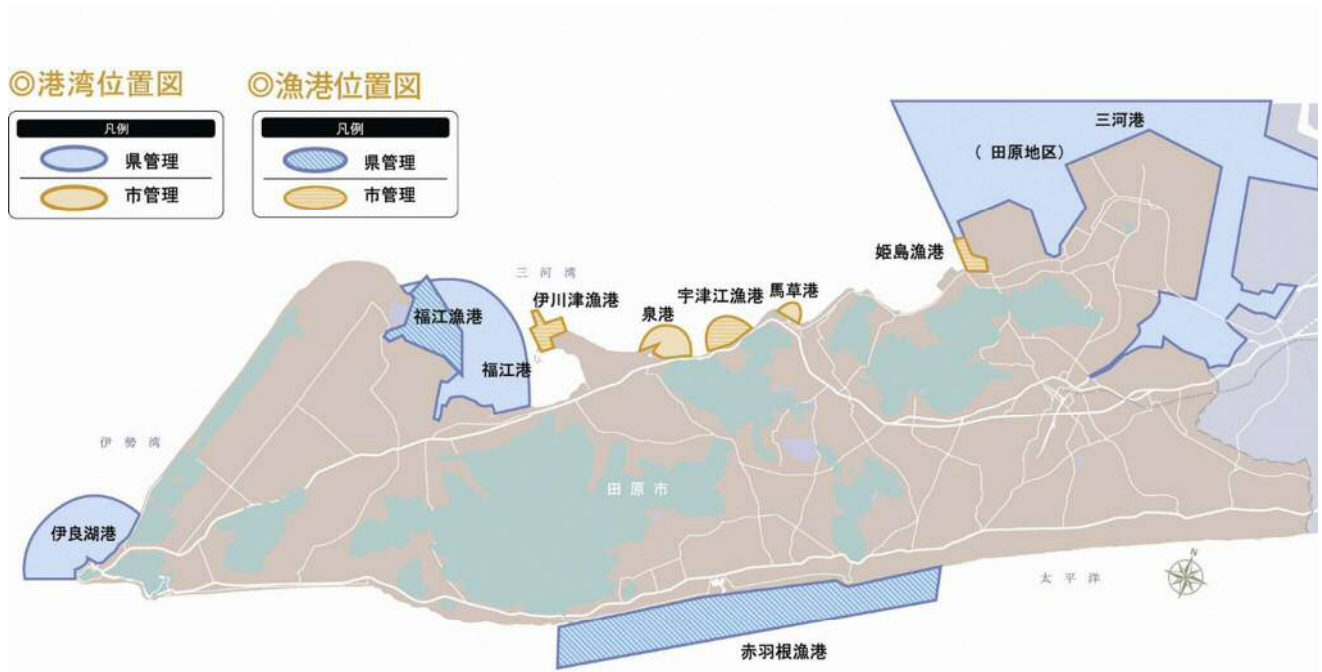 ◎港湾位置図
凡例
県管理
市管理
◎漁港位置図
凡例
県管理
市管理
三河港
( 田原地区)
姫島漁港
三河湾
伊川津漁港
泉港
宇津江漁港
馬草港
福江漁港
福江港
伊勢湾
田原市
伊良湖港
N
太平洋
赤羽根漁港